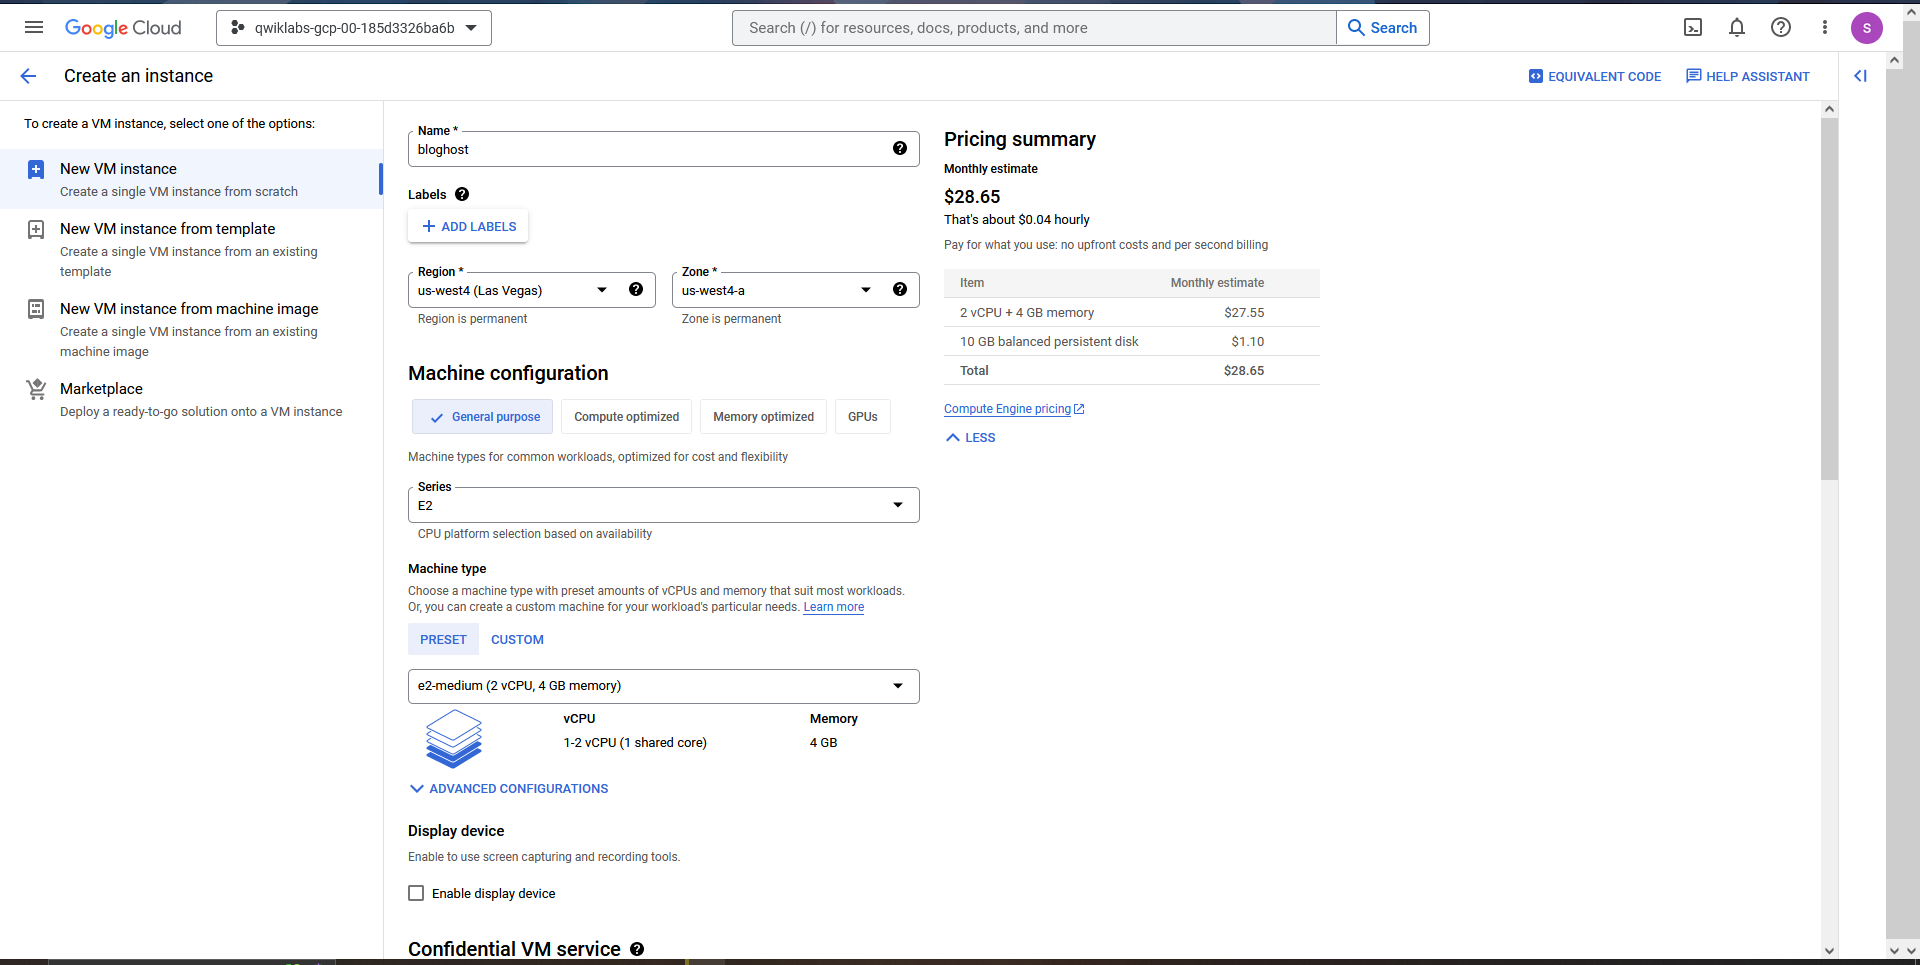 Google Cloud
qwiklabs-gcp-00-185d3326ba6b
Search (/) for resources, docs, products, and more
Search
S
Create an instance
EQUIVALENT CODE
HELP ASSISTANT
To create a VM instance, select one of the options:
New VM instance
Create a single VM instance from scratch
New VM instance from template
Create a single VM instance from an existing
template
New VM instance from machine image
Create a single VM instance from an existing
machine image
Marketplace
Deploy a ready-to-go solution onto a VM instance
Name *
bloghost
Labels
ADD LABELS
Region *
us-west4 (Las Vegas)
Region is permanent
Zone *
us-west4-a
Zone is permanent
Machine configuration
General purpose
Compute optimized
Memory optimized
GPUs
Machine types for common workloads, optimized for cost and flexibility
Series
E2
CPU platform selection based on availability
Machine type
Choose a machine type with preset amounts of vCPUs and memory that suit most workloads.
Or, you can create a custom machine for your workload's particular needs. Learn more
PRESET
CUSTOM
e2-medium (2 vCPU, 4 GB memory)
vCPU
1-2 vCPU (1 shared core)
Memory
4 GB
ADVANCED CONFIGURATIONS
Display device
Enable to use screen capturing and recording tools.
Enable display device
Confidential VM service
Pricing summary
Monthly estimate
$28.65
That's about $0.04 hourly
Pay for what you use: no upfront costs and per second billing
Item Monthly estimate
2 vCPU + 4 GB memory $27.55
10 GB balanced persistent disk $1.10
Total $28.65
Compute Engine pricing
LESS